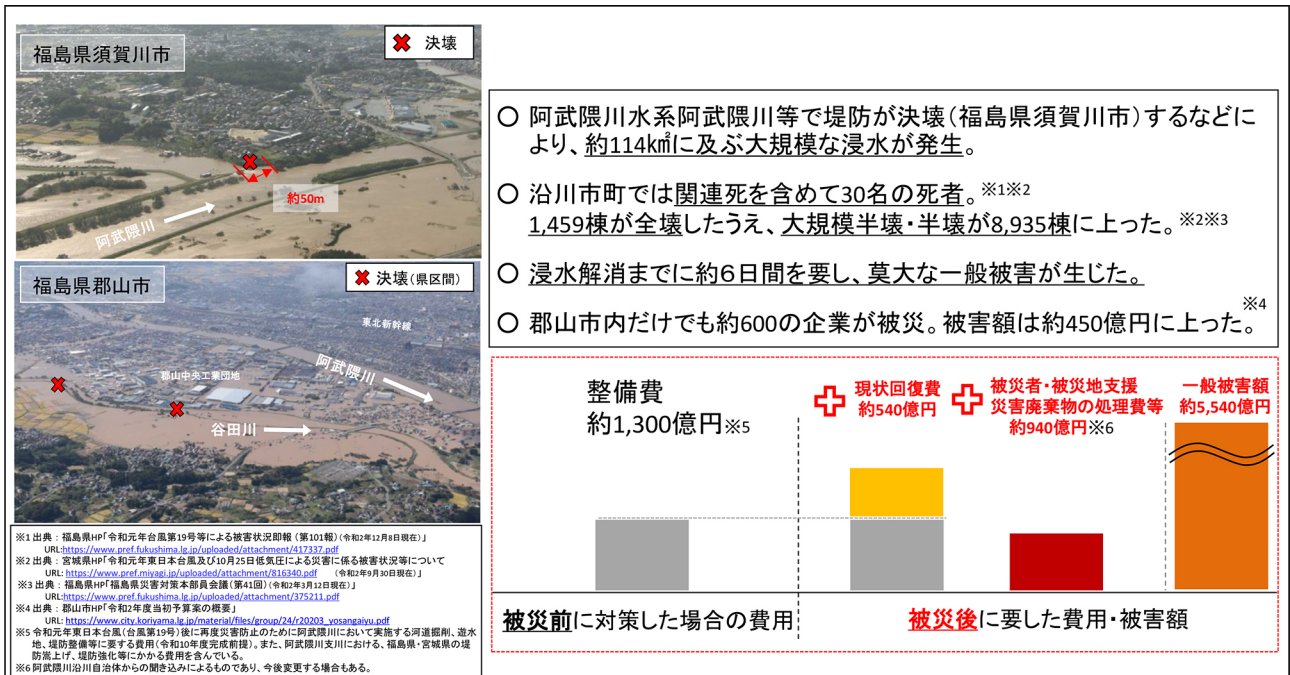 福島県須賀川市
決壊
約50m
阿武隈川
福島県郡山市
決壊(県区間)
東北新幹線
阿武隈川
郡山中央工業団地
谷田川
※1 出典：福島県HP「令和元年台風第19号等による被害状況即報（第101報）（令和2年12月8日現在）」
URL:https://www.pref.fukushima.lg.jp/uploaded/attachment/417337.pdf
※2 出典：宮城県HP「令和元年東日本台風及び10月25日低気圧による災害に係る被害状況等について
URL: https://www.pref.miyagi.jp/uploaded/attachment/816340.pdf （令和2年9月30日現在）」
※3 出典：福島県HP「福島県災害対策本部員会議（第41回）（令和2年3月12日現在）」
URL:https://www.pref.fukushima.lg.jp/uploaded/attachment/375211.pdf
※4 出典：郡山市HP「令和2年度当初予算案の概要」
URL: https://www.city.koriyama.lg.jp/material/files/group/24/r20203_yosangaiyu.pdf
※5 令和元年東日本台風（台風第19号）後に再度災害防止のために阿武隈川において実施する河道掘削、遊水
地、堤防整備等に要する費用（令和10年度完成前提）。また、阿武隈川支川における、福島県・宮城県の堤
防嵩上げ、堤防強化等にかかる費用を含んでいる。
※6 阿武隈川沿川自治体からの聞き込みによるものであり、今後変更する場合もある。
○ 阿武隈川水系阿武隈川等で堤防が決壊（福島県須賀川市）するなどに
より、約114㎢に及ぶ大規模な浸水が発生。
○ 沿川市町では関連死を含めて30名の死者。※1※2
1,459棟が全壊したうえ、大規模半壊・半壊が8,935棟に上った。※2※3
○ 浸水解消までに約６日間を要し、莫大な一般被害が生じた。
○ 郡山市内だけでも約600の企業が被災。被害額は約450億円に上った。※4
整備費
約1,300億円※5
現状回復費
約540億円
被災者・被災地支援
災害廃棄物の処理費等
約940億円※6
一般被害額
約5,540億円
被災前に対策した場合の費用
被災後に要した費用・被害額